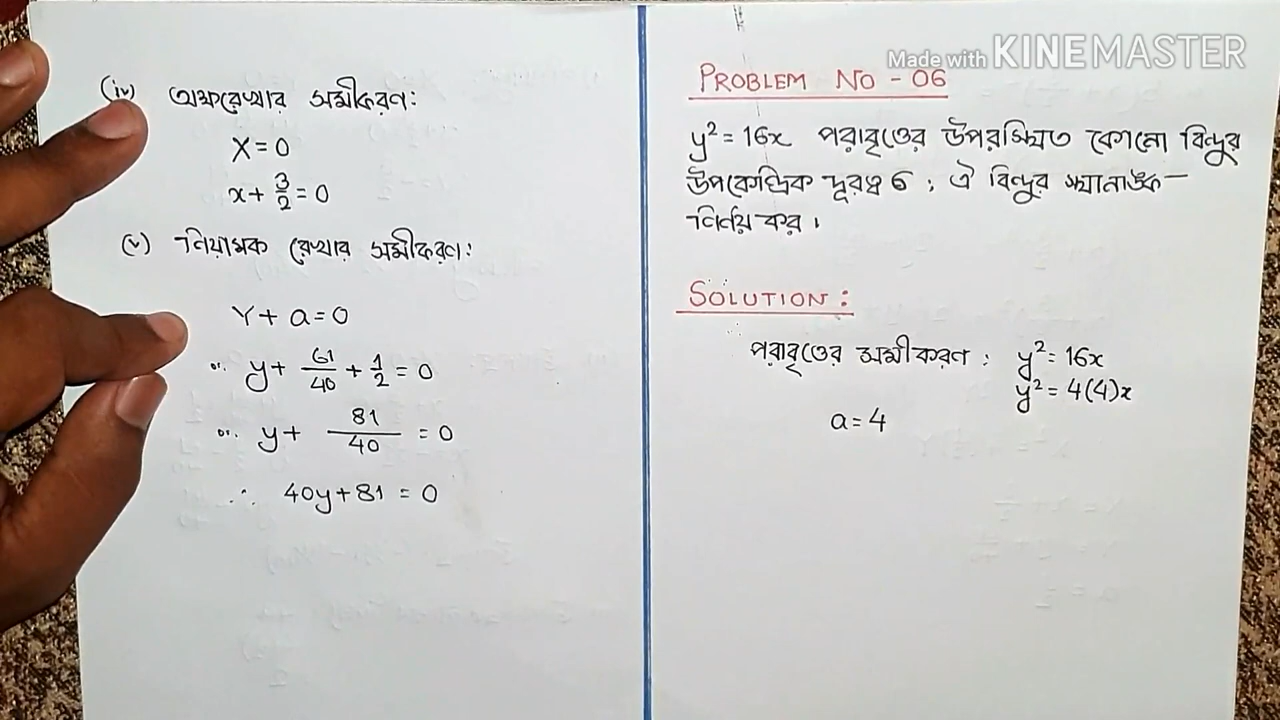 Made with KINEMASTER
(iv) অক্ষরেখার সমীকরণ:
X = 0
x + 3/2 = 0
(v) নিয়ামক রেখার সমীকরণ:
Y + a = 0
or. y + 61/40 + 1/2 = 0
or. y + 81/40 = 0
∴ 40y + 81 = 0
PROBLEM NO - 06
y² = 16x পরাবৃত্তের উপরস্থিত কোনো বিন্দুর
উপকেন্দ্রিক দূরত্ব 6 ; ঐ বিন্দুর স্থানাঙ্ক —
নির্ণয় কর ।
SOLUTION :
পরাবৃত্তের সমীকরণ : y² = 16x
y² = 4(4)x
a = 4